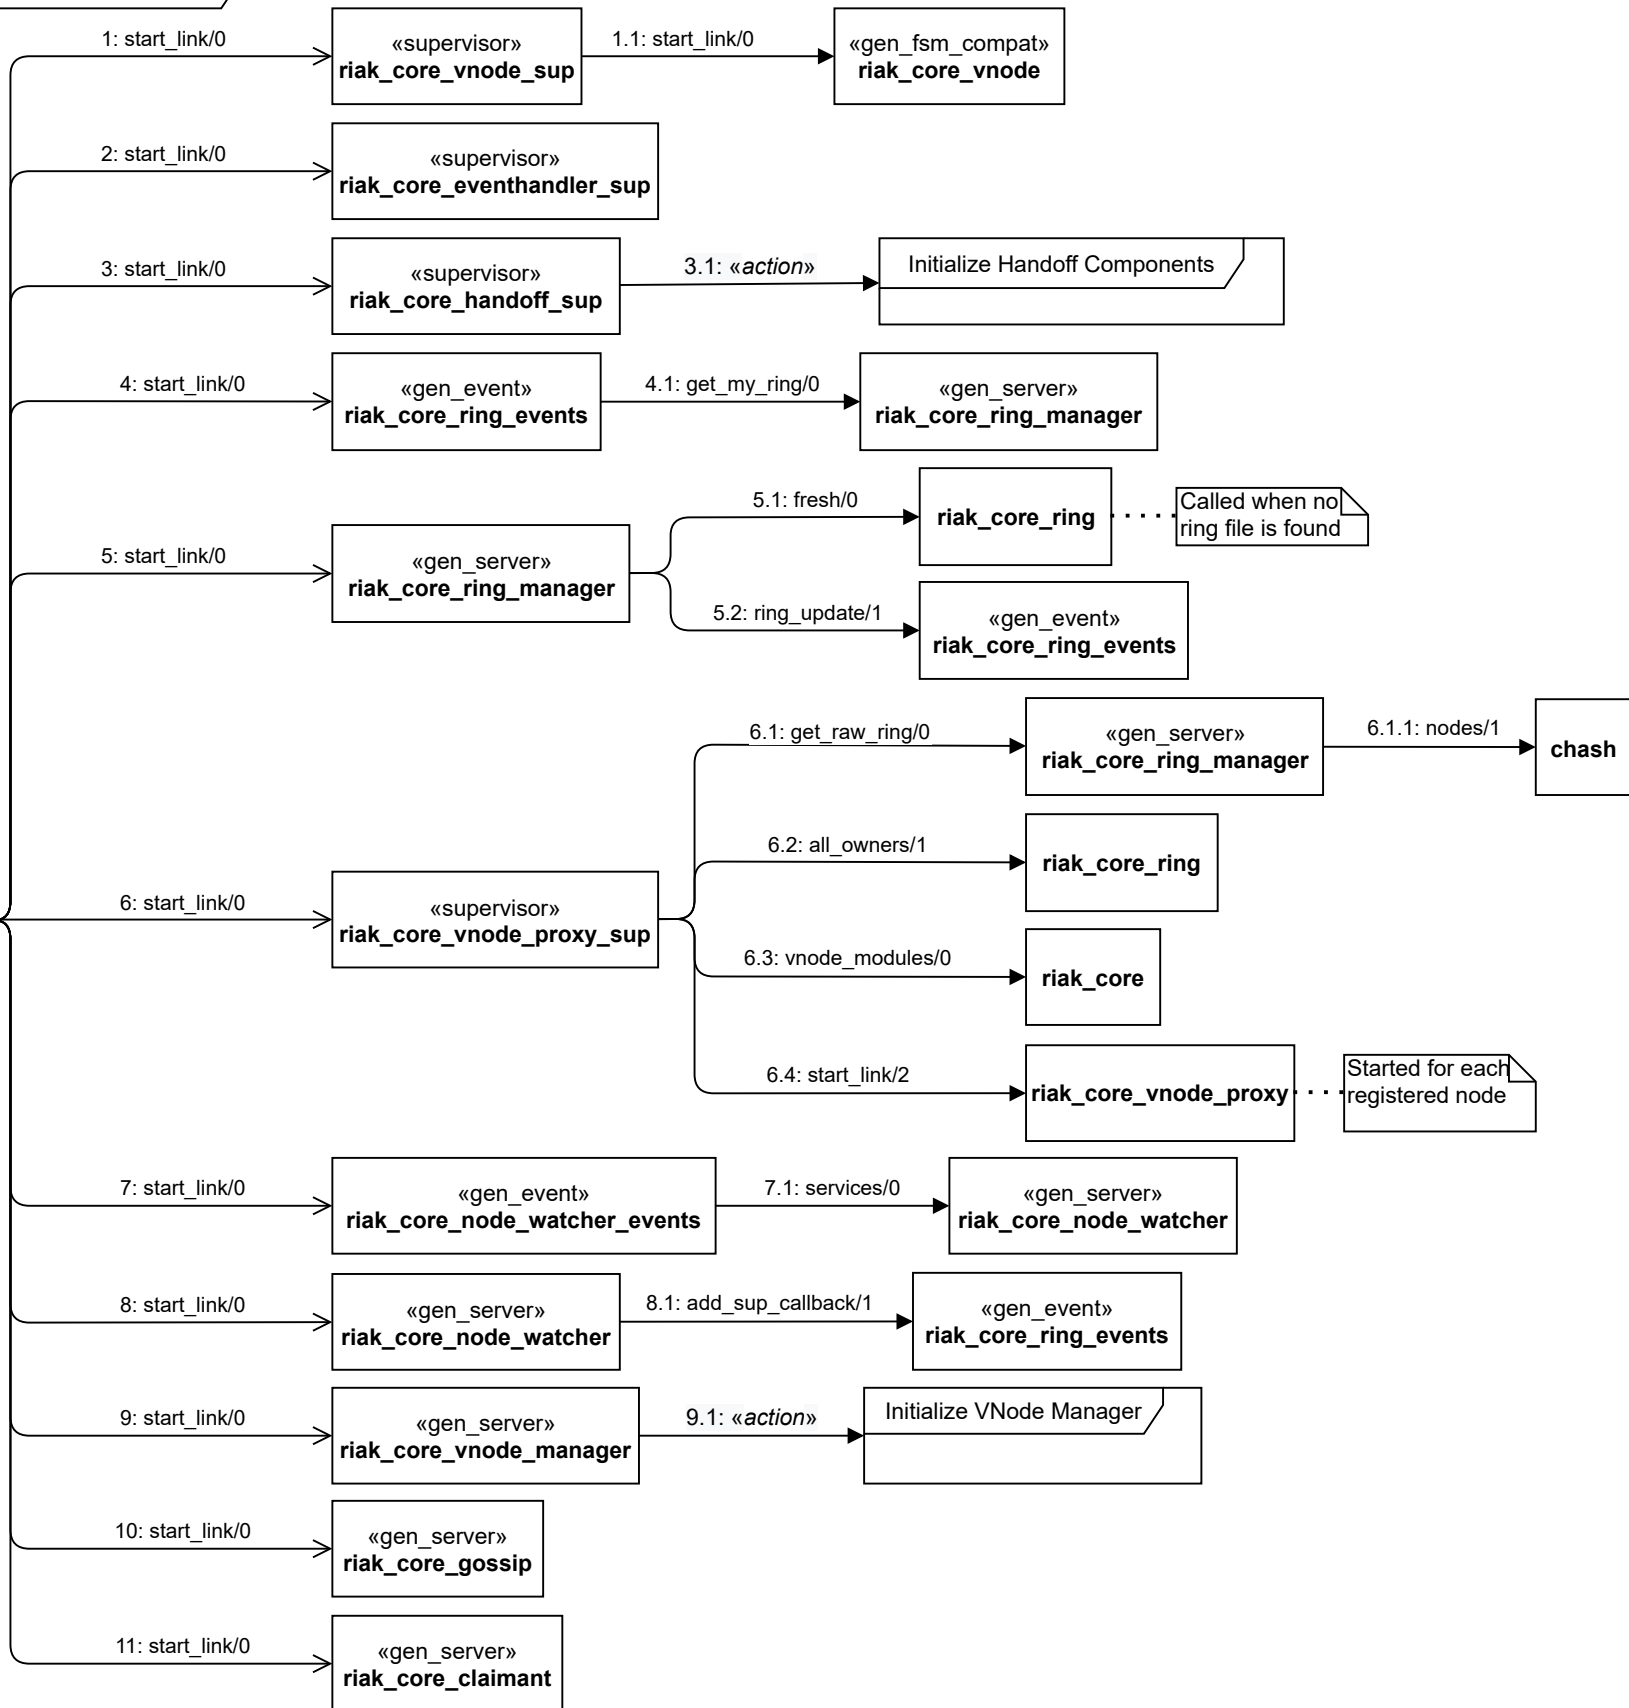 1: start_link/0
«supervisor»
riak_core_vnode_sup
1.1: start_link/0
«gen_fsm_compat»
riak_core_vnode
2: start_link/0
«supervisor»
riak_core_eventhandler_sup
3: start_link/0
«supervisor»
riak_core_handoff_sup
3.1: «action»
Initialize Handoff Components
4: start_link/0
«gen_event»
riak_core_ring_events
4.1: get_my_ring/0
«gen_server»
riak_core_ring_manager
5: start_link/0
«gen_server»
riak_core_ring_manager
5.1: fresh/0
riak_core_ring
Called when no
ring file is found
5.2: ring_update/1
«gen_event»
riak_core_ring_events
6: start_link/0
«supervisor»
riak_core_vnode_proxy_sup
6.1: get_raw_ring/0
«gen_server»
riak_core_ring_manager
6.1.1: nodes/1
chash
6.2: all_owners/1
riak_core_ring
6.3: vnode_modules/0
riak_core
6.4: start_link/2
riak_core_vnode_proxy
Started for each
registered node
7: start_link/0
«gen_event»
riak_core_node_watcher_events
7.1: services/0
«gen_server»
riak_core_node_watcher
8: start_link/0
«gen_server»
riak_core_node_watcher
8.1: add_sup_callback/1
«gen_event»
riak_core_ring_events
9: start_link/0
«gen_server»
riak_core_vnode_manager
9.1: «action»
Initialize VNode Manager
10: start_link/0
«gen_server»
riak_core_gossip
11: start_link/0
«gen_server»
riak_core_claimant